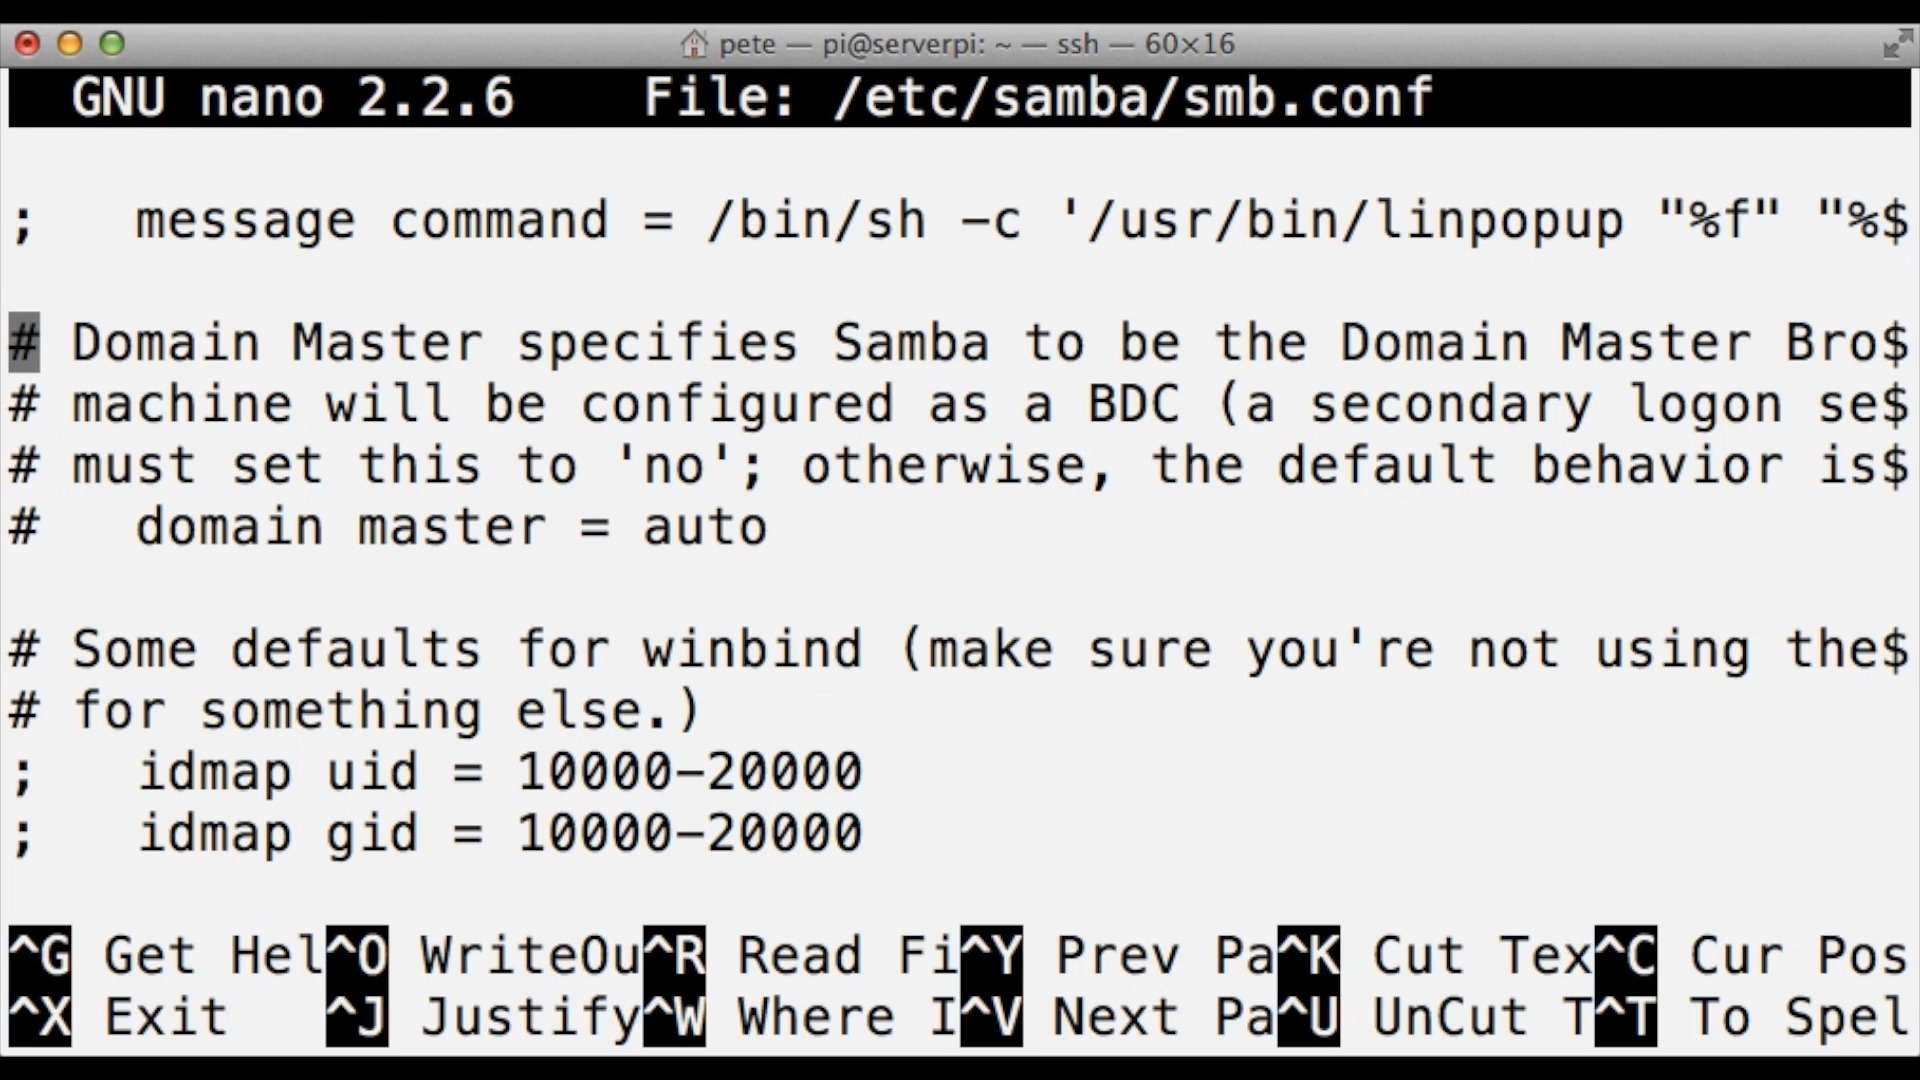 pete — pi@serverpi: ~ — ssh — 60×16
GNU nano 2.2.6    File: /etc/samba/smb.conf
;   message command = /bin/sh -c '/usr/bin/linpopup "%f" "%$
# Domain Master specifies Samba to be the Domain Master Bro$
# machine will be configured as a BDC (a secondary logon se$
# must set this to 'no'; otherwise, the default behavior is$
#   domain master = auto
# Some defaults for winbind (make sure you're not using the$
# for something else.)
;   idmap uid = 10000-20000
;   idmap gid = 10000-20000
^G Get Hel^O WriteOu^R Read Fi^Y Prev Pa^K Cut Tex^C Cur Pos
^X Exit   ^J Justify^W Where I^V Next Pa^U UnCut T^T To Spel